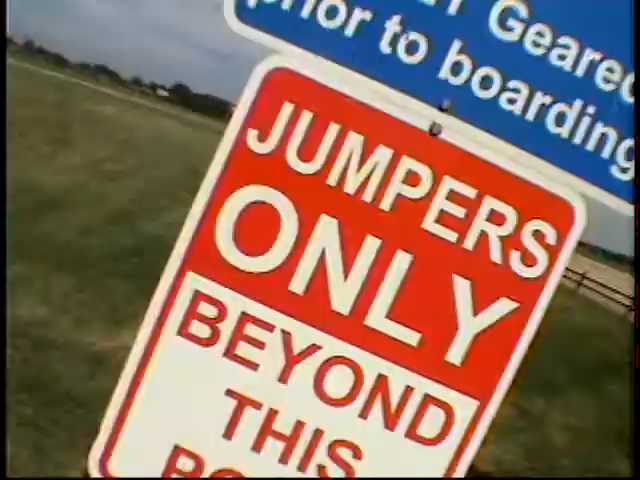 Geared
prior to boarding
JUMPERS
ONLY
BEYOND
THIS